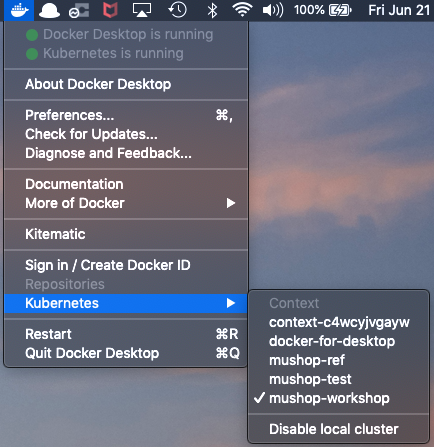 100%
Fri Jun 21
Docker Desktop is running
Kubernetes is running
About Docker Desktop
Preferences... ⌘,
Check for Updates...
Diagnose and Feedback...
Documentation
More of Docker
Kitematic
Sign in / Create Docker ID
Repositories
Kubernetes
Context
context-c4wcyjvgayw
docker-for-desktop
mushop-ref
mushop-test
✓ mushop-workshop
Disable local cluster
Restart ⌘R
Quit Docker Desktop ⌘Q